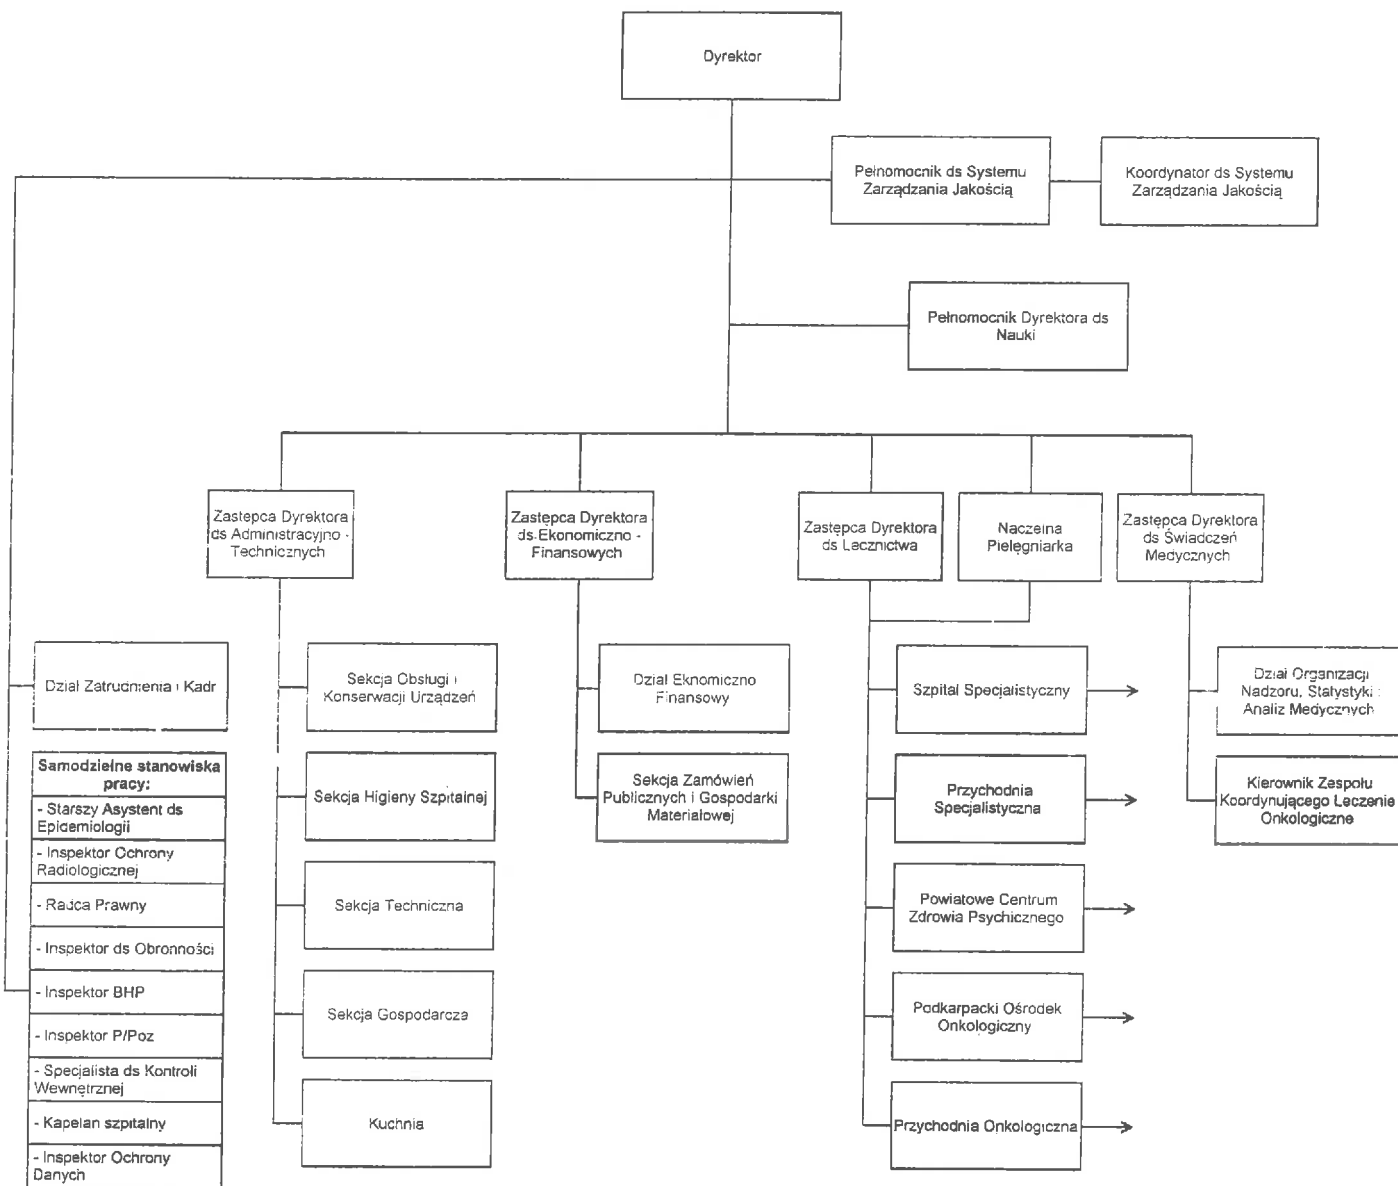 Dyrektor
Pełnomocnik ds Systemu
Zarządzania Jakością
Koordynator ds Systemu
Zarządzania Jakością
Pełnomocnik Dyrektora ds
Nauki
Zastępca Dyrektora
ds Administracyjno -
Technicznych
Zastępca Dyrektora
ds Ekonomiczno -
Finansowych
Zastępca Dyrektora
ds Lecznictwa
Naczelna
Pielęgniarka
Zastępca Dyrektora
ds Świadczeń
Medycznych
Dział Zatrudnienia i Kadr
Samodzielne stanowiska
pracy:
- Starszy Asystent ds
Epidemiologii
- Inspektor Ochrony
Radiologicznej
- Radca Prawny
- Inspektor ds Obronności
- Inspektor BHP
- Inspektor P/Poz
- Specjalista ds Kontroli
Wewnętrznej
- Kapelan szpitalny
- Inspektor Ochrony
Danych
Sekcja Obsługi i
Konserwacji Urządzeń
Sekcja Higieny Szpitalnej
Sekcja Techniczna
Sekcja Gospodarcza
Kuchnia
Dział Eknomiczno
Finansowy
Sekcja Zamówień
Publicznych i Gospodarki
Materiałowej
Szpital Specjalistyczny
Przychodnia
Specjalistyczna
Powiatowe Centrum
Zdrowia Psychicznego
Podkarpacki Ośrodek
Onkologiczny
Przychodnia Onkologiczna
Dział Organizacji
Nadzoru, Statystyki i
Analiz Medycznych
Kierownik Zespołu
Koordynującego Leczenie
Onkologiczne